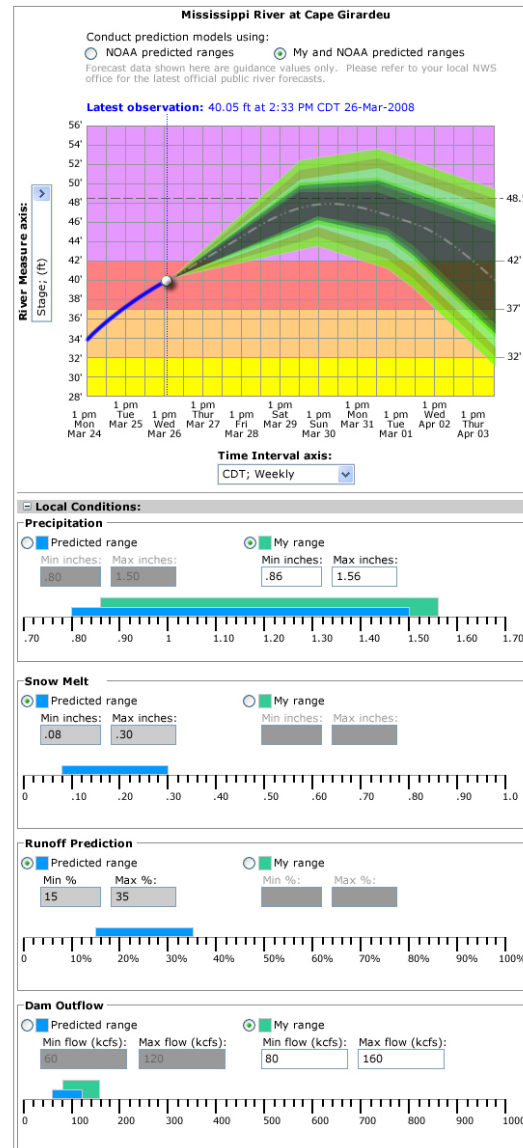 Mississippi River at Cape Girardeu
Conduct prediction models using:
NOAA predicted ranges My and NOAA predicted ranges
Forecast data shown here are guidance values only. Please refer to your local NWS
office for the latest official public river forecasts.
Latest observation: 40.05 ft at 2:33 PM CDT 26-Mar-2008
River Measure axis:
Stage; (ft)
56'
54'
52'
50'
48'
46'
44'
42'
40'
38'
36'
34'
32'
30'
28'
48.5
42'
37'
32'
1 pm Mon Mar 24
1 pm Tue Mar 25
1 pm Wed Mar 26
1 pm Thur Mar 27
1 pm Fri Mar 28
1 pm Sat Mar 29
1 pm Sun Mar 30
1 pm Mon Mar 31
1 pm Tue Mar 01
1 pm Wed Apr 02
1 pm Thur Apr 03
Time Interval axis:
CDT; Weekly
Local Conditions:
Precipitation
Predicted range My range
Min inches: Max inches: Min inches: Max inches:
.80 1.50 .86 1.56
.70 .80 .90 1 1.10 1.20 1.30 1.40 1.50 1.60 1.70
Snow Melt
Predicted range My range
Min inches: Max inches: Min inches: Max inches:
.08 .30
0 .10 .20 .30 .40 .50 .60 .70 .80 .90 1.0
Runoff Prediction
Predicted range My range
Min % Max %: Min %: Max %:
15 35
0 10% 20% 30% 40% 50% 60% 70% 80% 90% 100%
Dam Outflow
Predicted range My range
Min flow (kcfs): Max flow (kcfs): Min flow (kcfs): Max flow (kcfs):
60 120 80 160
0 100 200 300 400 500 600 700 800 900 1000